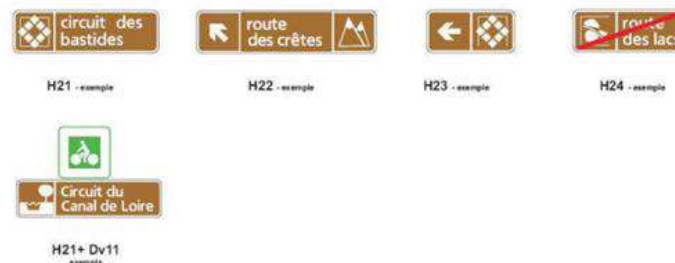 circuit des
bastides
H21 - exemple
route
des crêtes
H22 - exemple
H23 - exemple
route
des lacs
H24 - exemple
Circuit du
Canal de Loire
H21+ Dv11
exemple